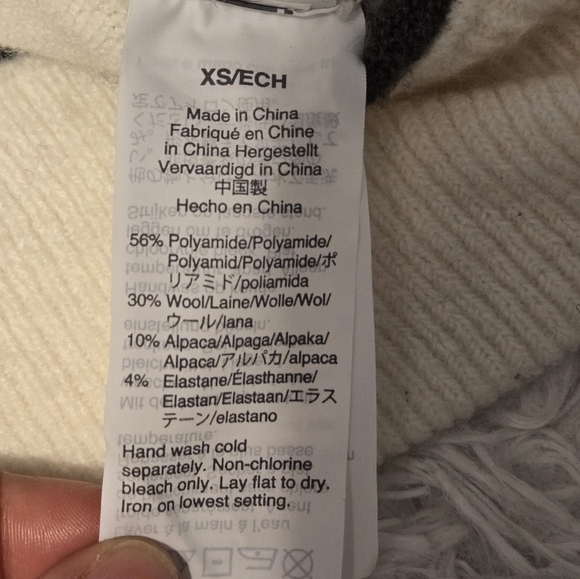 XS/ECH
Made in China
Fabriqué en Chine
in China Hergestellt
Vervaardigd in China
中国製
Hecho en China
56% Polyamide/Polyamide/
Polyamid/Polyamide/ポ
リアミド/poliamida
30% Wool/Laine/Wolle/Wol/
ウール/lana
10% Alpaca/Alpaga/Alpaka/
Alpaca/アルパカ/alpaca
4% Elastane/Élasthanne/
Elastan/Elastaan/エラス
テーン/elastano
Hand wash cold
separately. Non-chlorine
bleach only. Lay flat to dry.
Iron on lowest setting.